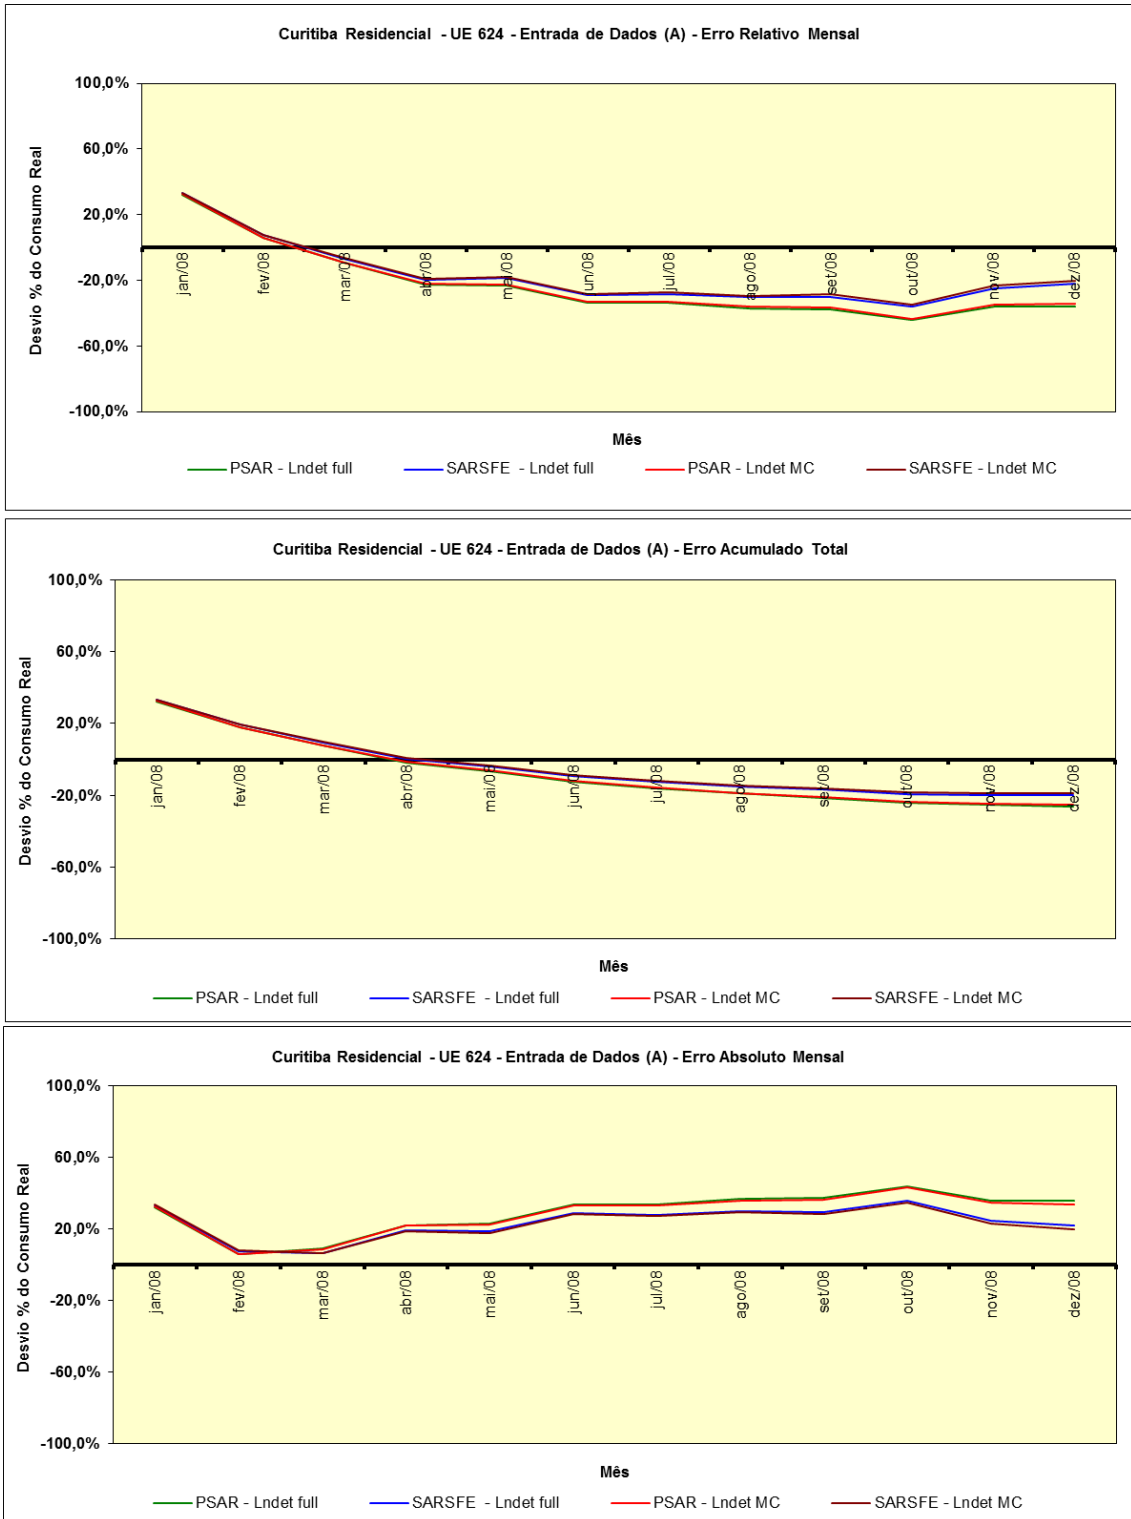 Curitiba Residencial - UE 624 - Entrada de Dados (A) - Erro Relativo Mensal
Desvio % do Consumo Real
100,0%
60,0%
20,0%
-20,0%
-60,0%
-100,0%
jan/08 fev/08 mar/08 abr/08 mai/08 jun/08 jul/08 ago/08 set/08 out/08 nov/08 dez/08
Mês
PSAR - Lndet full SARSFE - Lndet full PSAR - Lndet MC SARSFE - Lndet MC
Curitiba Residencial - UE 624 - Entrada de Dados (A) - Erro Acumulado Total
Desvio % do Consumo Real
100,0%
60,0%
20,0%
-20,0%
-60,0%
-100,0%
jan/08 fev/08 mar/08 abr/08 mai/08 jun/08 jul/08 ago/08 set/08 out/08 nov/08 dez/08
Mês
PSAR - Lndet full SARSFE - Lndet full PSAR - Lndet MC SARSFE - Lndet MC
Curitiba Residencial - UE 624 - Entrada de Dados (A) - Erro Absoluto Mensal
Desvio % do Consumo Real
100,0%
60,0%
20,0%
-20,0%
-60,0%
-100,0%
jan/08 fev/08 mar/08 abr/08 mai/08 jun/08 jul/08 ago/08 set/08 out/08 nov/08 dez/08
Mês
PSAR - Lndet full SARSFE - Lndet full PSAR - Lndet MC SARSFE - Lndet MC